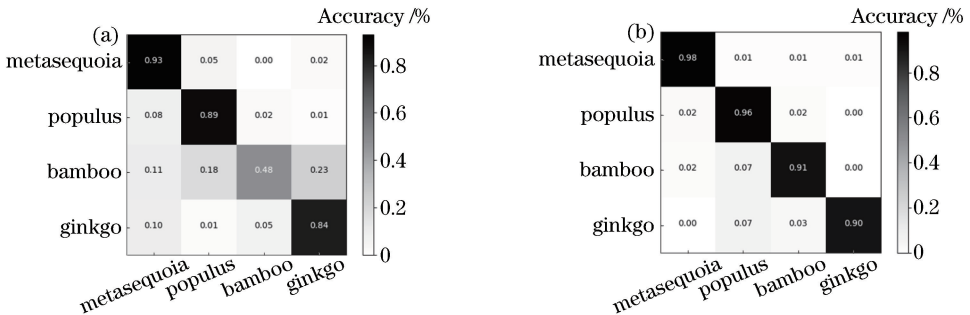 (a)
Accuracy /%
metasequoia
0.93
0.05
0.00
0.02
populus
0.08
0.89
0.02
0.01
bamboo
0.11
0.18
0.48
0.23
ginkgo
0.10
0.01
0.05
0.84
metasequoia
populus
bamboo
ginkgo
0.8
0.6
0.4
0.2
0
(b)
Accuracy /%
metasequoia
0.98
0.01
0.01
0.01
populus
0.02
0.96
0.02
0.00
bamboo
0.02
0.07
0.91
0.00
ginkgo
0.00
0.07
0.03
0.90
metasequoia
populus
bamboo
ginkgo
0.8
0.6
0.4
0.2
0